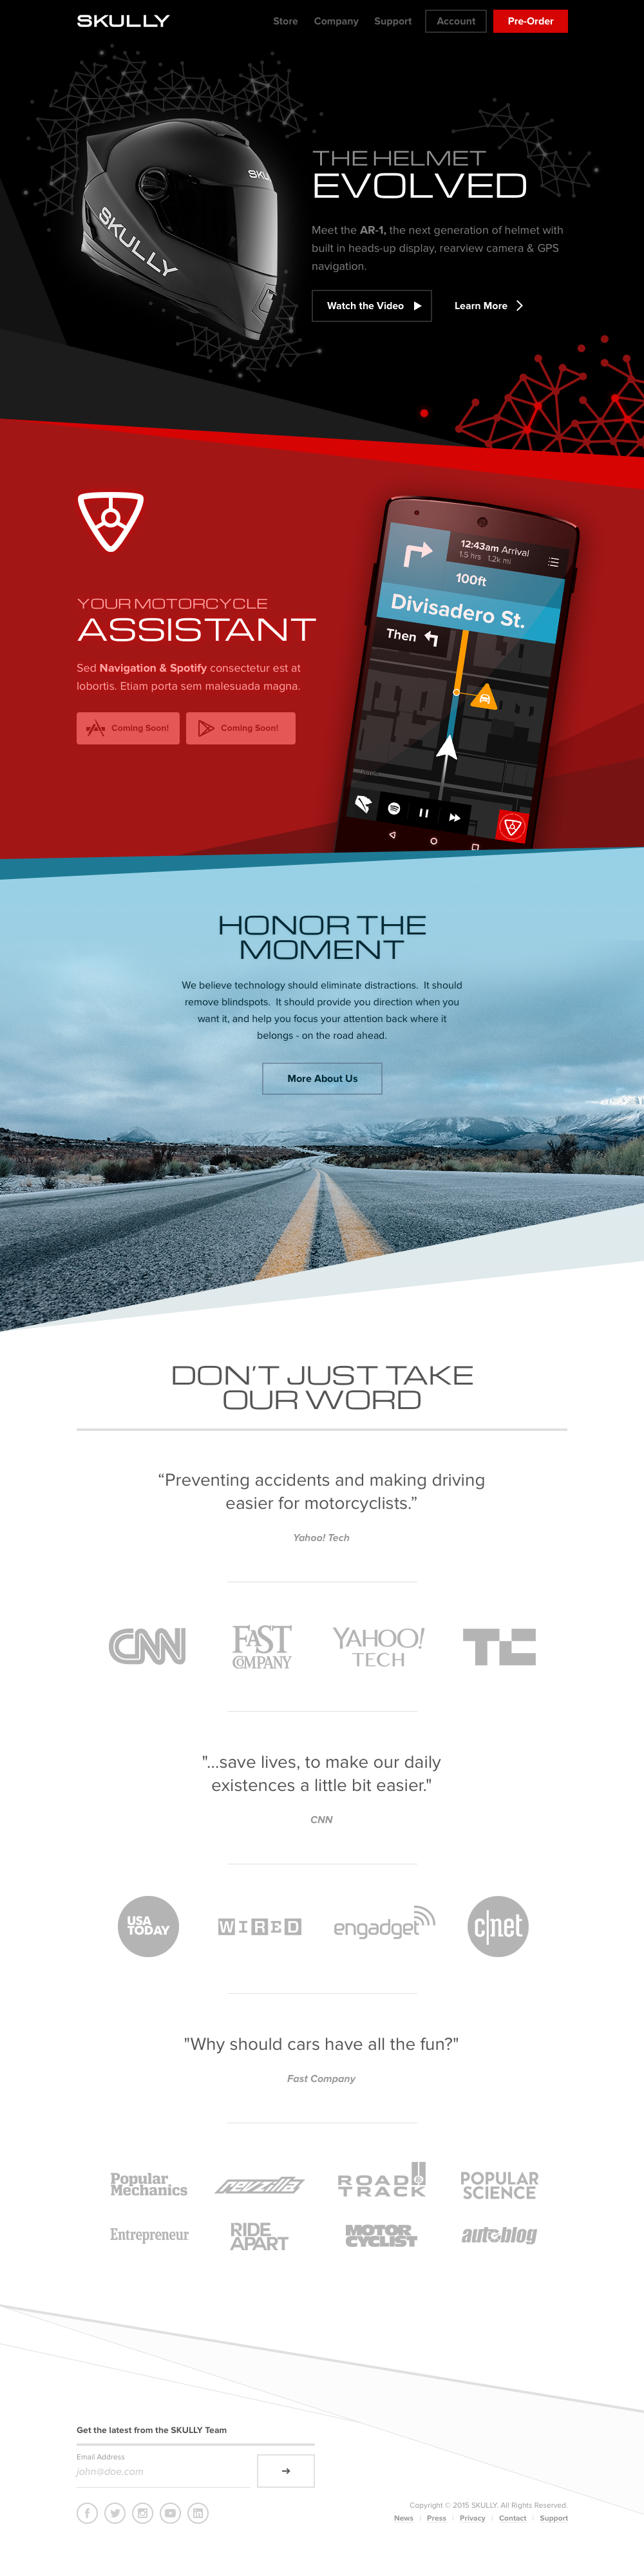 SKULLY
Store Company Support Account Pre-Order
SKULLY
SKU
THE HELMET
EVOLVED
Meet the AR-1, the next generation of helmet with
built in heads-up display, rearview camera & GPS
navigation.
Watch the Video Learn More
YOUR MOTORCYCLE
ASSISTANT
Sed Navigation & Spotify consectetur est at
lobortis. Etiam porta sem malesuada magna.
Coming Soon! Coming Soon!
12:43am Arrival
1.5 hrs 1.2k mi
100ft
Divisadero St.
Then
HONOR THE
MOMENT
We believe technology should eliminate distractions. It should
remove blindspots. It should provide you direction when you
want it, and help you focus your attention back where it
belongs - on the road ahead.
More About Us
DON'T JUST TAKE
OUR WORD
“Preventing accidents and making driving
easier for motorcyclists.”
Yahoo! Tech
CNN
FAST
COMPANY
YAHOO!
TECH
TC
"...save lives, to make our daily
existences a little bit easier."
CNN
USA
TODAY
WIRED
engadget
c|net
"Why should cars have all the fun?"
Fast Company
Popular
Mechanics
revzilla
ROAD &
TRACK
POPULAR
SCIENCE
Entrepreneur
RIDE
APART
MOTOR
CYCLIST
autoblog
Get the latest from the SKULLY Team
Email Address
john@doe.com
Copyright © 2015 SKULLY. All Rights Reserved.
News | Press | Privacy | Contact | Support